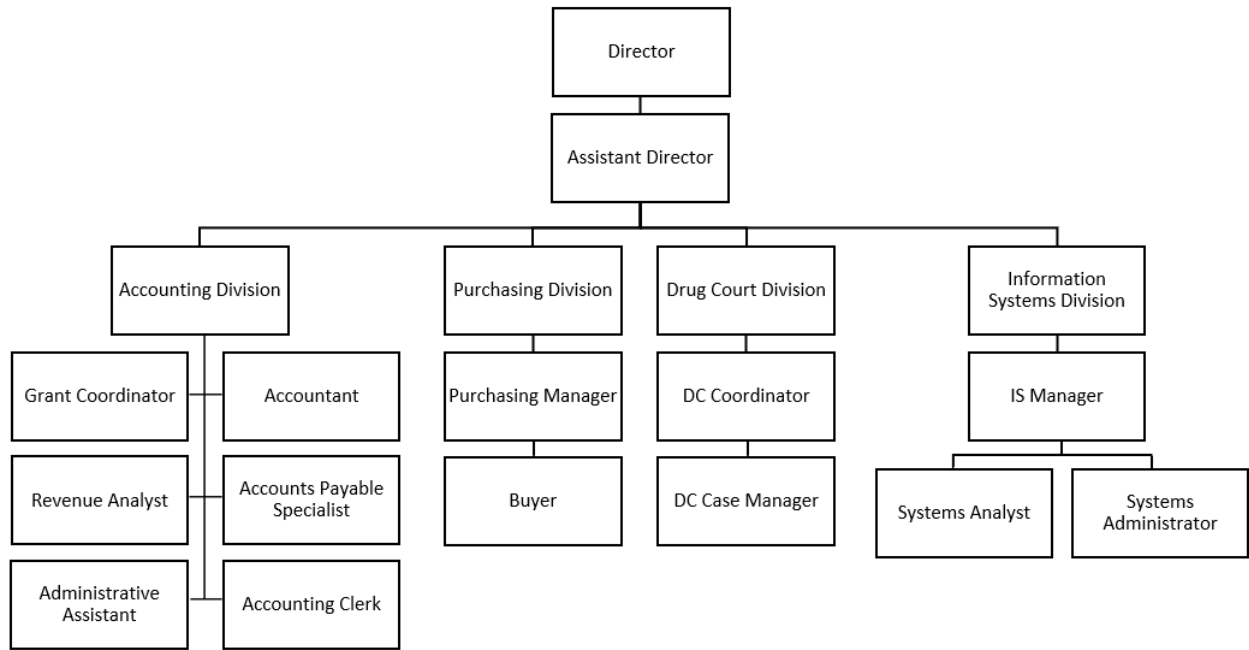 Director
Assistant Director
Accounting Division
Purchasing Division
Drug Court Division
Information
Systems Division
Grant Coordinator
Accountant
Purchasing Manager
DC Coordinator
IS Manager
Revenue Analyst
Accounts Payable
Specialist
Buyer
DC Case Manager
Systems Analyst
Systems
Administrator
Administrative
Assistant
Accounting Clerk